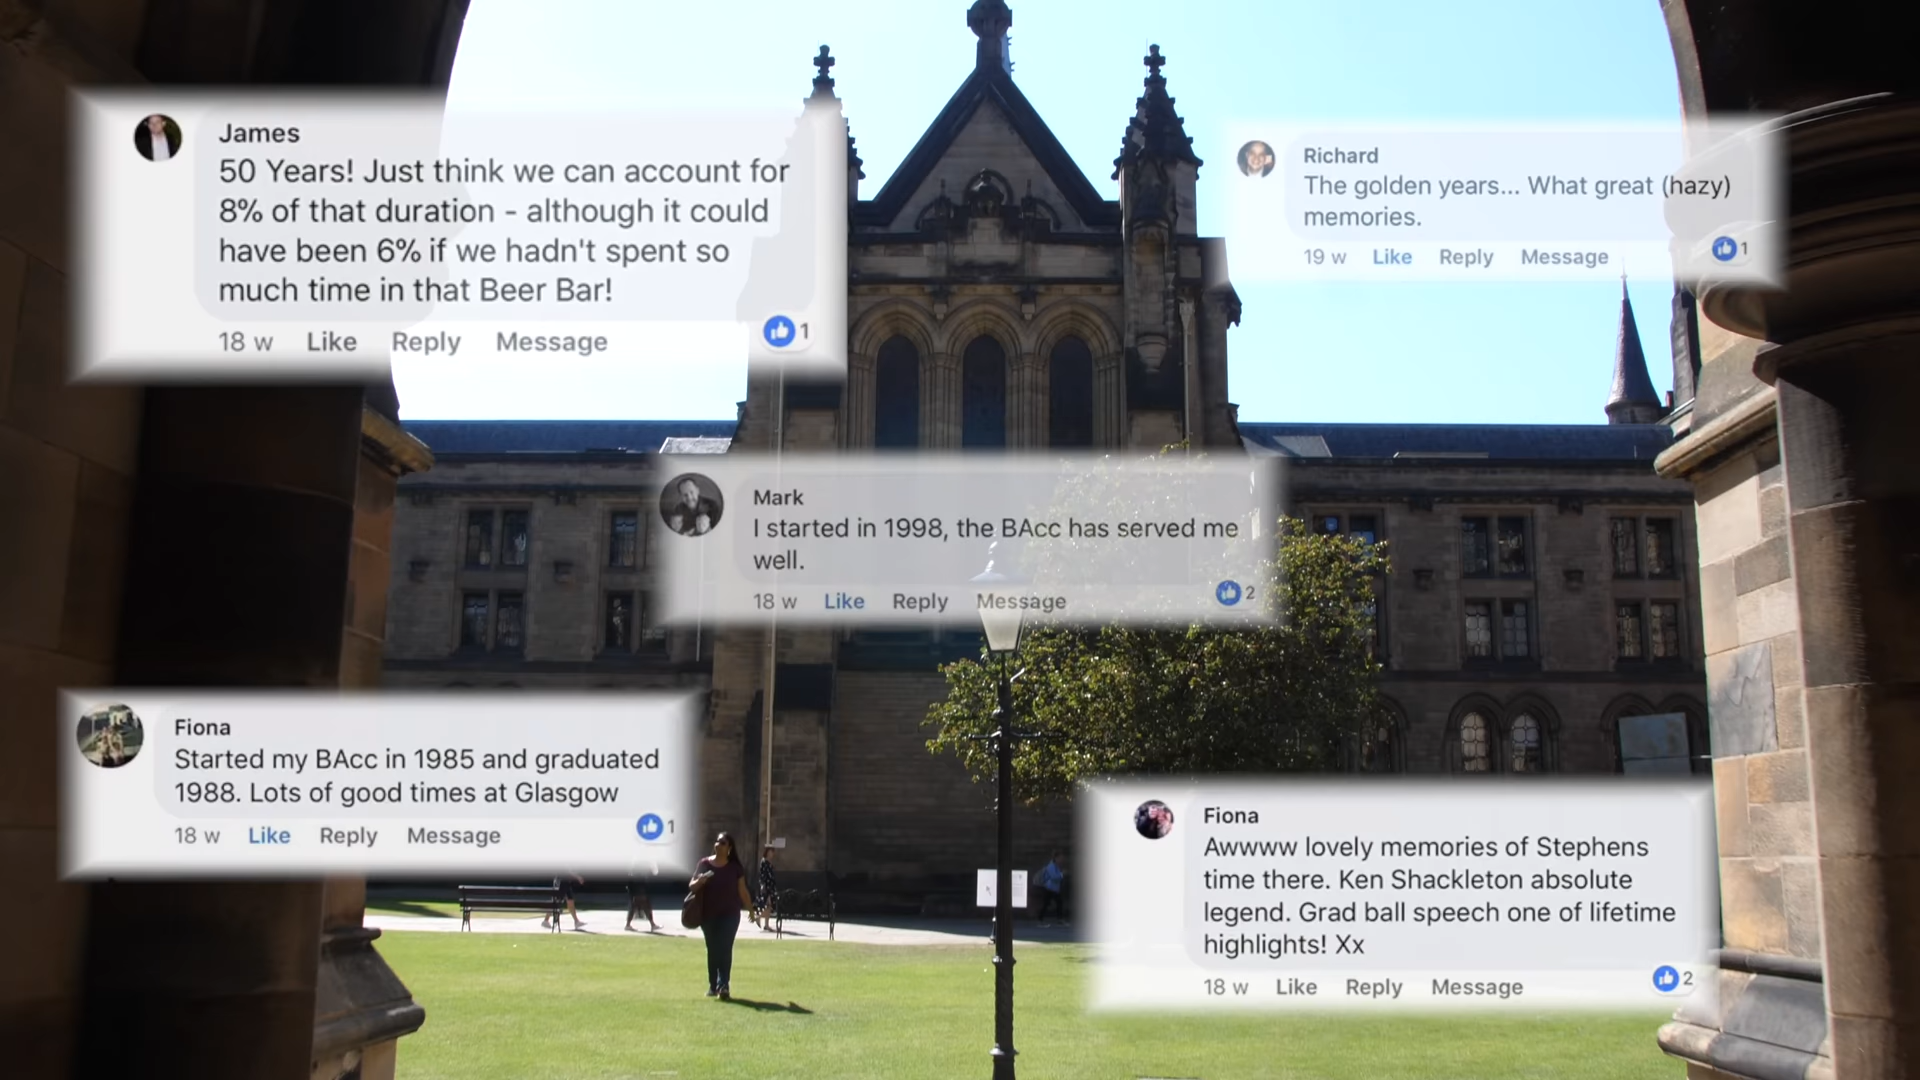 James
50 Years! Just think we can account for
8% of that duration - although it could
have been 6% if we hadn't spent so
much time in that Beer Bar!
18 w Like Reply Message 1
Richard
The golden years... What great (hazy)
memories.
19 w Like Reply Message 1
Mark
I started in 1998, the BAcc has served me
well.
18 w Like Reply Message 2
Fiona
Started my BAcc in 1985 and graduated
1988. Lots of good times at Glasgow
18 w Like Reply Message 1
Fiona
Awwww lovely memories of Stephens
time there. Ken Shackleton absolute
legend. Grad ball speech one of lifetime
highlights! Xx
18 w Like Reply Message 2